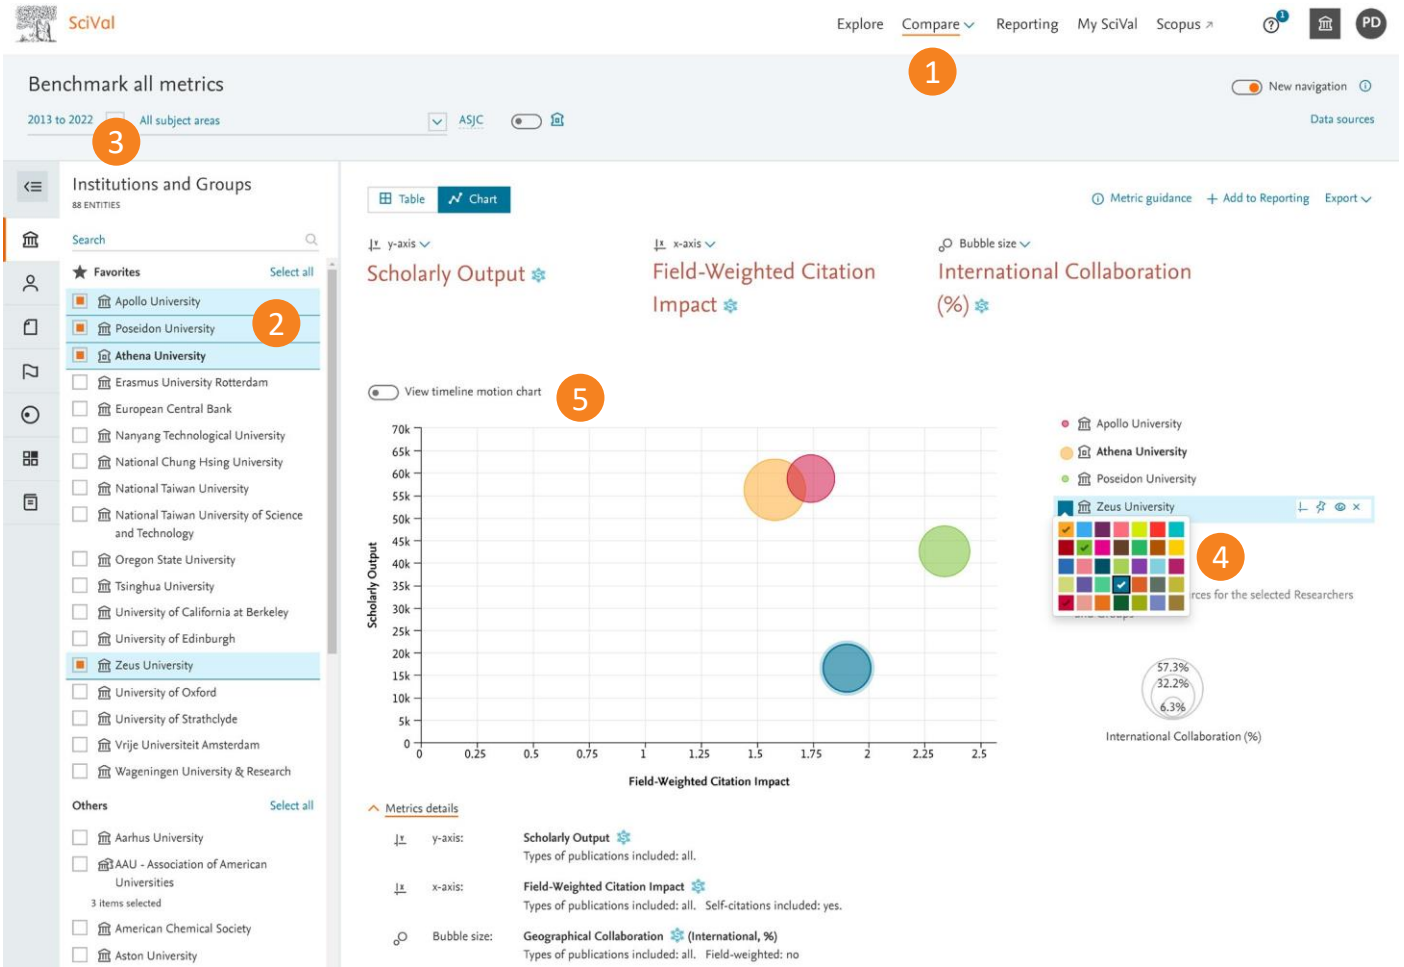 SciVal
Explore Compare Reporting My SciVal Scopus ↗ ? 1 PD
1
Benchmark all metrics
New navigation
2013 to 2022 All subject areas ASJC Data sources
3
Institutions and Groups
88 ENTITIES
Search
Favorites Select all
Apollo University
Poseidon University
2
Athena University
Erasmus University Rotterdam
European Central Bank
Nanyang Technological University
National Chung Hsing University
National Taiwan University
National Taiwan University of Science
and Technology
Oregon State University
Tsinghua University
University of California at Berkeley
University of Edinburgh
Zeus University
University of Oxford
University of Strathclyde
Vrije Universiteit Amsterdam
Wageningen University & Research
Others Select all
Aarhus University
AAU - Association of American
Universities
3 items selected
American Chemical Society
Aston University
Table Chart
Metric guidance + Add to Reporting Export
y-axis
Scholarly Output
x-axis
Field-Weighted Citation
Impact
Bubble size
International Collaboration
(%)
View timeline motion chart
5
Scholarly Output
70k
65k
60k
55k
50k
45k
40k
35k
30k
25k
20k
15k
10k
5k
0
0 0.25 0.5 0.75 1 1.25 1.5 1.75 2 2.25 2.5
Field-Weighted Citation Impact
Apollo University
Athena University
Poseidon University
Zeus University
4
for the selected Researchers
and Groups
57.3%
32.2%
6.3%
International Collaboration (%)
Metrics details
y-axis: Scholarly Output
Types of publications included: all.
x-axis: Field-Weighted Citation Impact
Types of publications included: all. Self-citations included: yes.
Bubble size: Geographical Collaboration (International, %)
Types of publications included: all. Field-weighted: no